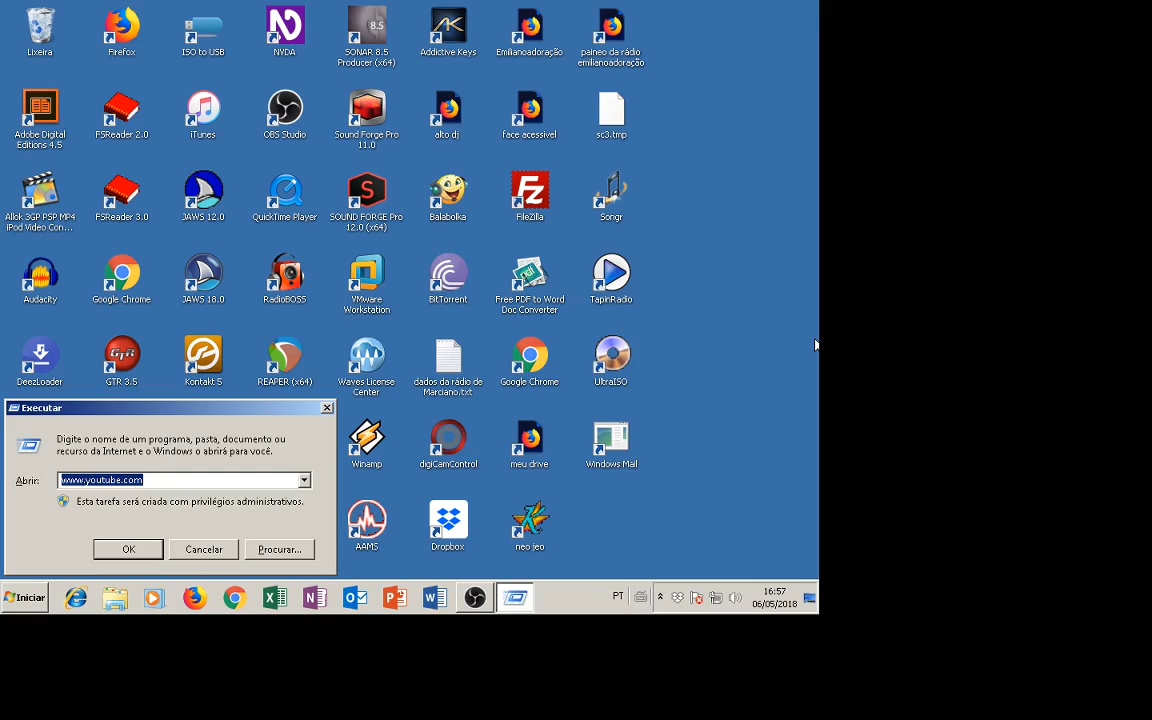 Lixeira
Firefox
ISO to USB
NVDA
SONAR 8.5
Producer (x64)
Addictive Keys
Emilianoadoração
paineo da rádio
emilianoadoração
Adobe Digital
Editions 4.5
FSReader 2.0
iTunes
OBS Studio
Sound Forge Pro
11.0
alto dj
face acessivel
sc3.tmp
Allok 3GP PSP MP4
iPod Video Con...
FSReader 3.0
JAWS 12.0
QuickTime Player
SOUND FORGE Pro
12.0 (x64)
Balabolka
FileZilla
Songr
Audacity
Google Chrome
JAWS 18.0
RadioBOSS
VMware
Workstation
BitTorrent
Free PDF to Word
Doc Converter
TapinRadio
DeezLoader
GTR 3.5
Kontakt 5
REAPER (x64)
Waves License
Center
dados da rádio de
Marciano.txt
Google Chrome
UltraISO
Winamp
digiCamControl
meu drive
Windows Mail
AAMS
Dropbox
neo jeo
Executar
Digite o nome de um programa, pasta, documento ou
recurso da Internet e o Windows o abrirá para você.
Abrir:
www.youtube.com
Esta tarefa será criada com privilégios administrativos.
OK
Cancelar
Procurar...
Iniciar
PT
16:57
06/05/2018